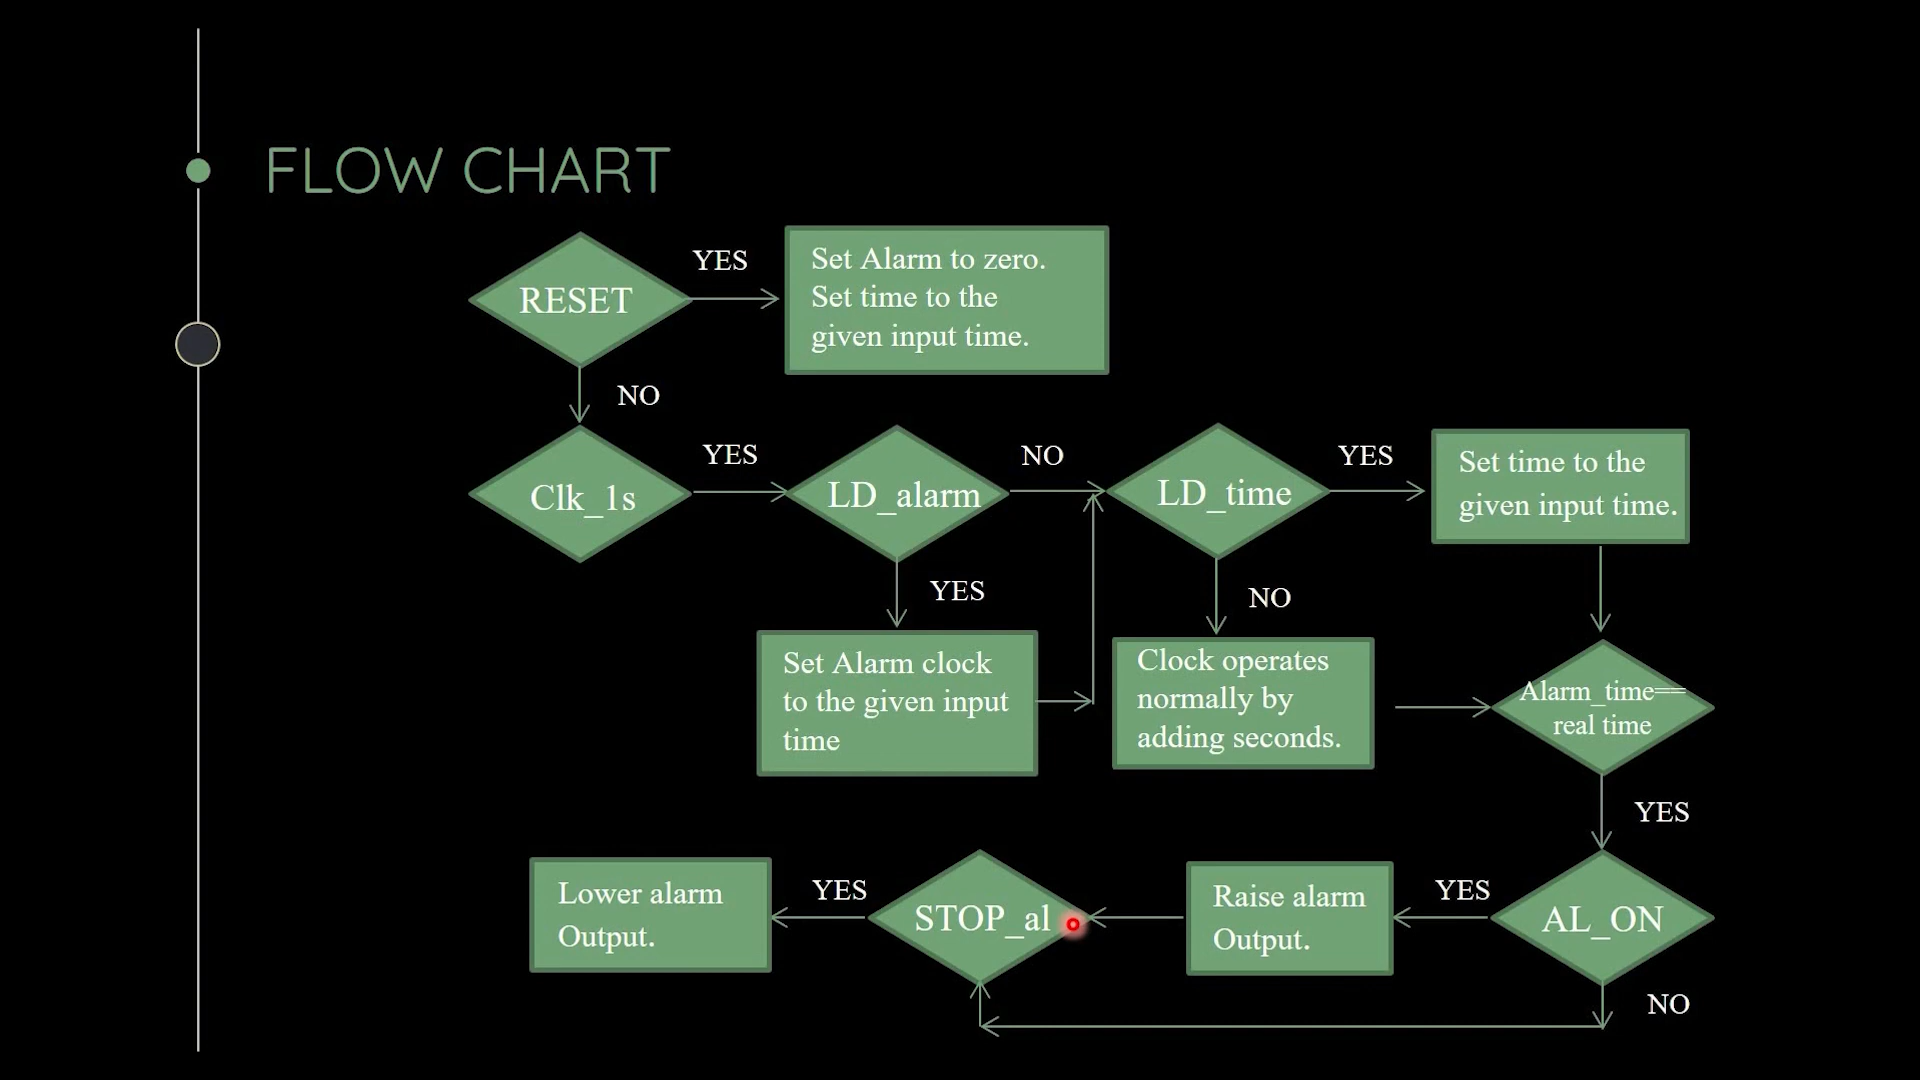 FLOW CHART
RESET
YES
Set Alarm to zero.
Set time to the
given input time.
NO
Clk_1s
YES
LD_alarm
NO
LD_time
YES
Set time to the
given input time.
YES
Set Alarm clock
to the given input
time
NO
Clock operates
normally by
adding seconds.
Alarm_time==
real time
YES
AL_ON
YES
Raise alarm
Output.
STOP_al
YES
Lower alarm
Output.
NO